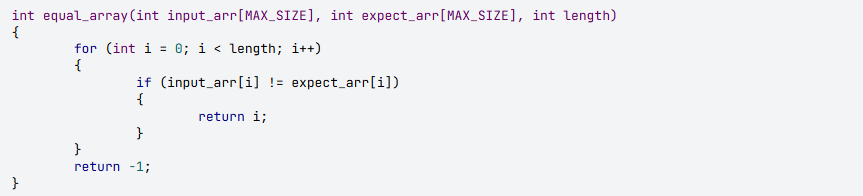 int equal_array(int input_arr[MAX_SIZE], int expect_arr[MAX_SIZE], int length)
{
        for (int i = 0; i < length; i++)
        {
                if (input_arr[i] != expect_arr[i])
                {
                        return i;
                }
        }
        return -1;
}